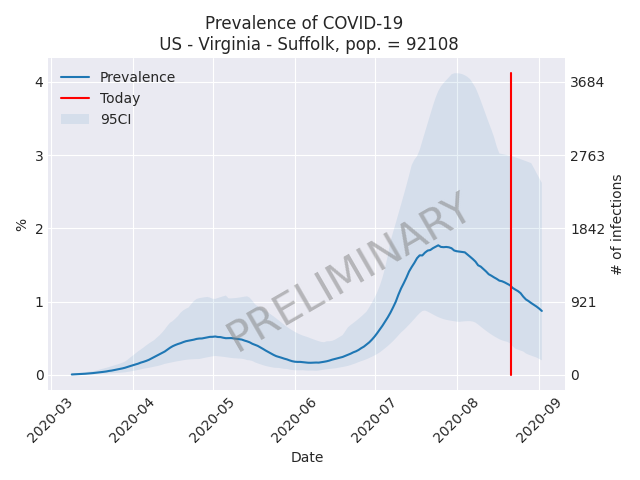 Prevalence of COVID-19
US - Virginia - Suffolk, pop. = 92108
Prevalence
Today
95CI
4
3
2
1
0
%
3684
2763
1842
921
0
# of infections
PRELIMINARY
2020-03
2020-04
2020-05
2020-06
2020-07
2020-08
2020-09
Date